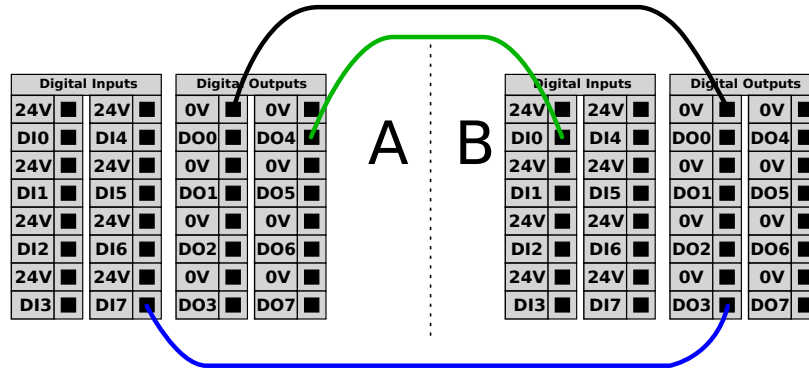 Digital Inputs Digital Outputs Digital Inputs Digital Outputs
24V 24V 0V 0V 24V 24V 0V 0V
DI0 DI4 DO0 DO4 A B DI0 DI4 DO0 DO4
24V 24V 0V 0V 24V 24V 0V 0V
DI1 DI5 DO1 DO5 DI1 DI5 DO1 DO5
24V 24V 0V 0V 24V 24V 0V 0V
DI2 DI6 DO2 DO6 DI2 DI6 DO2 DO6
24V 24V 0V 0V 24V 24V 0V 0V
DI3 DI7 DO3 DO7 DI3 DI7 DO3 DO7